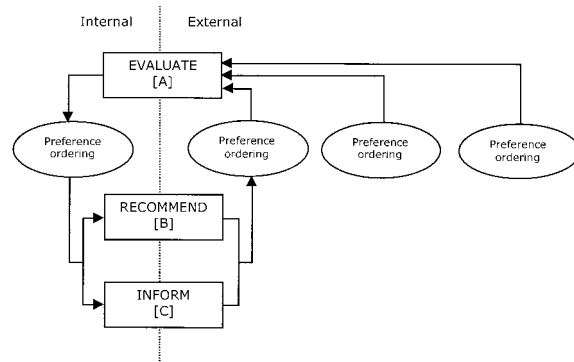 Internal
External
EVALUATE
[A]
Preference
ordering
Preference
ordering
Preference
ordering
Preference
ordering
RECOMMEND
[B]
INFORM
[C]